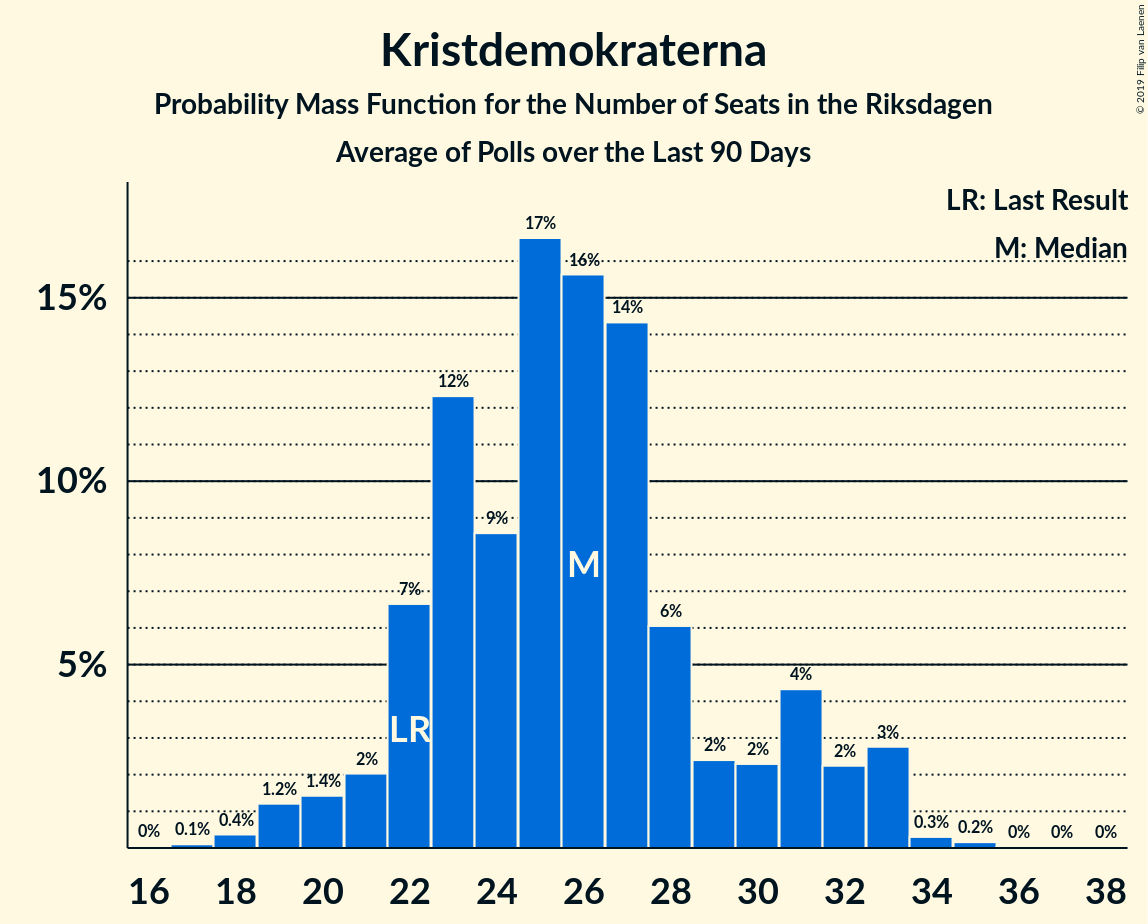 Kristdemokraterna
Probability Mass Function for the Number of Seats in the Riksdagen
Average of Polls over the Last 90 Days
© 2019 Filip van Laenen
LR: Last Result
M: Median
15%
10%
5%
0%
0.1%
0.4%
1.2%
1.4%
2%
7%
12%
9%
17%
16%
14%
6%
2%
2%
4%
2%
3%
0.3%
0.2%
0%
0%
0%
LR
M
16 18 20 22 24 26 28 30 32 34 36 38